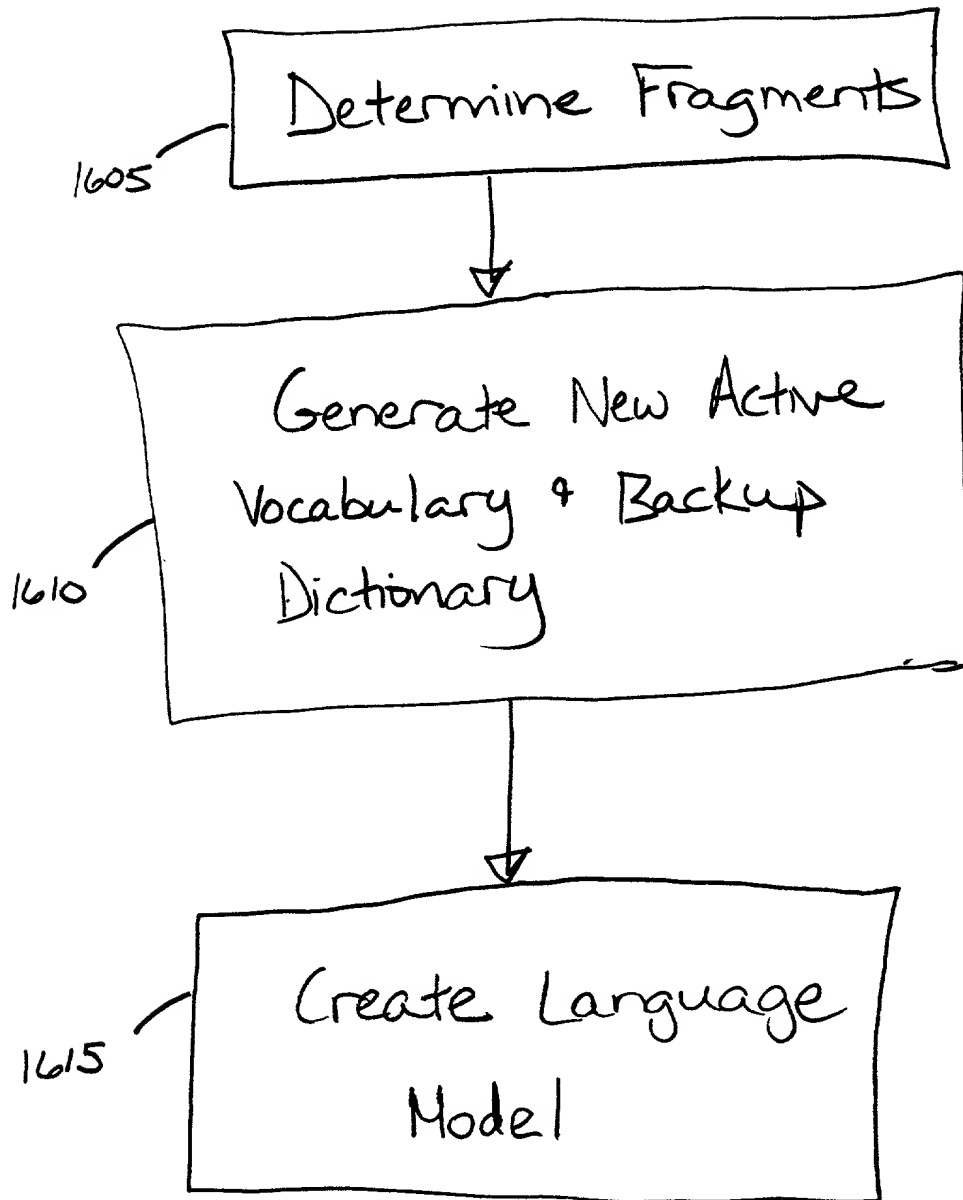 Determine Fragments
1605
Generate New Active
Vocabulary & Backup
Dictionary
1610
Create Language
Model
1615